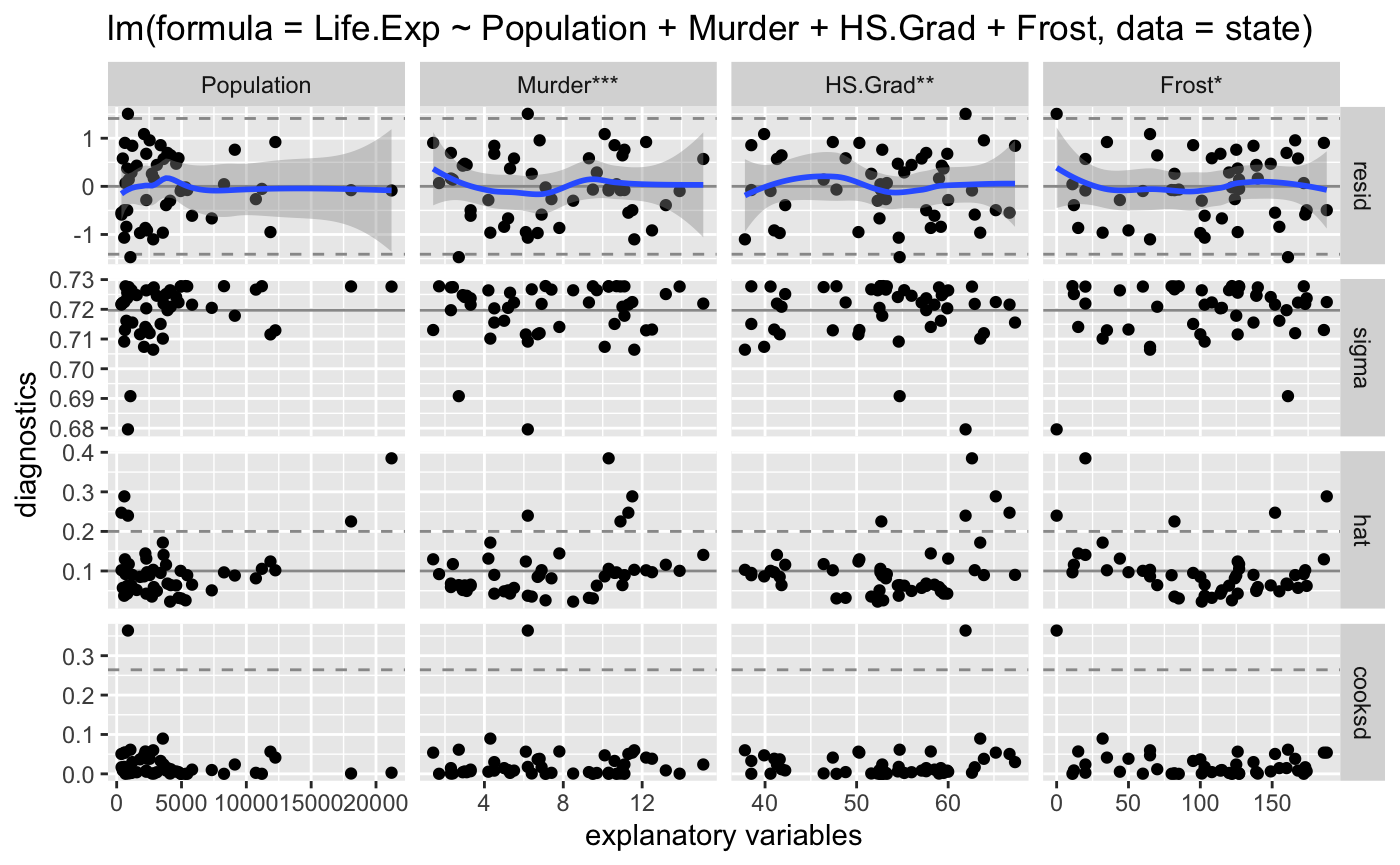 lm(formula = Life.Exp ~ Population + Murder + HS.Grad + Frost, data = state)
Population Murder*** HS.Grad** Frost*
1
0
-1
resid
0.73
0.72
0.71
0.70
0.69
0.68
sigma
0.4
0.3
0.2
0.1
hat
0.3
0.2
0.1
0.0
cooksd
diagnostics
0 5000 10000 15000 20000 4 8 12 40 50 60 0 50 100 150
explanatory variables